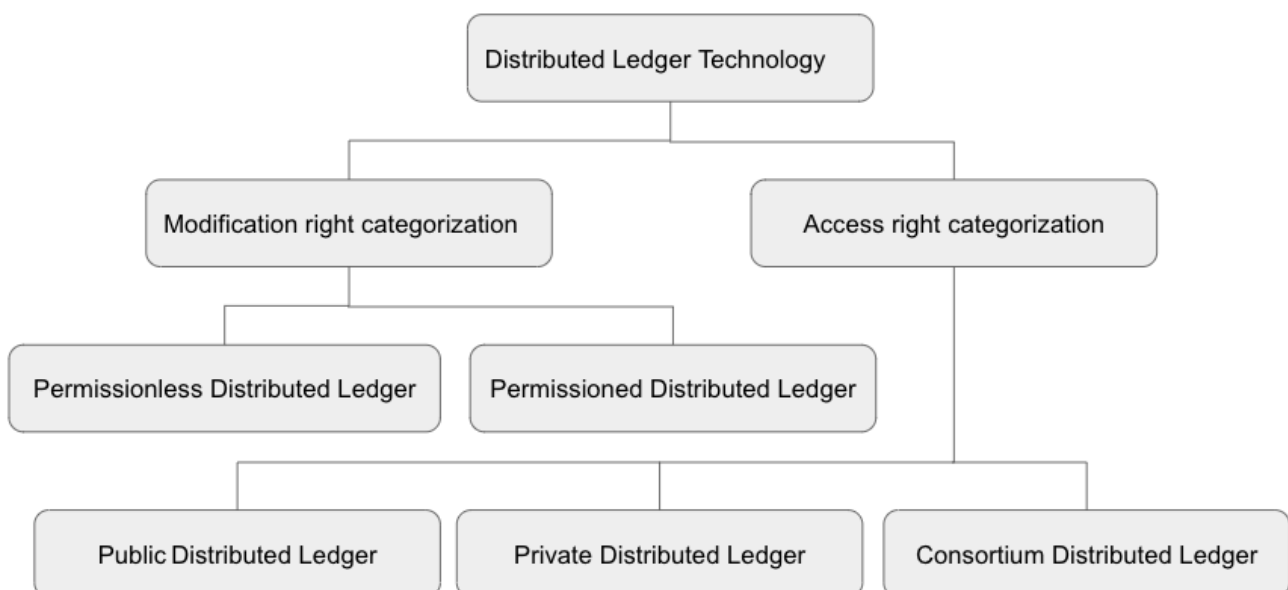 Distributed Ledger Technology
Modification right categorization
Access right categorization
Permissionless Distributed Ledger
Permissioned Distributed Ledger
Public Distributed Ledger
Private Distributed Ledger
Consortium Distributed Ledger